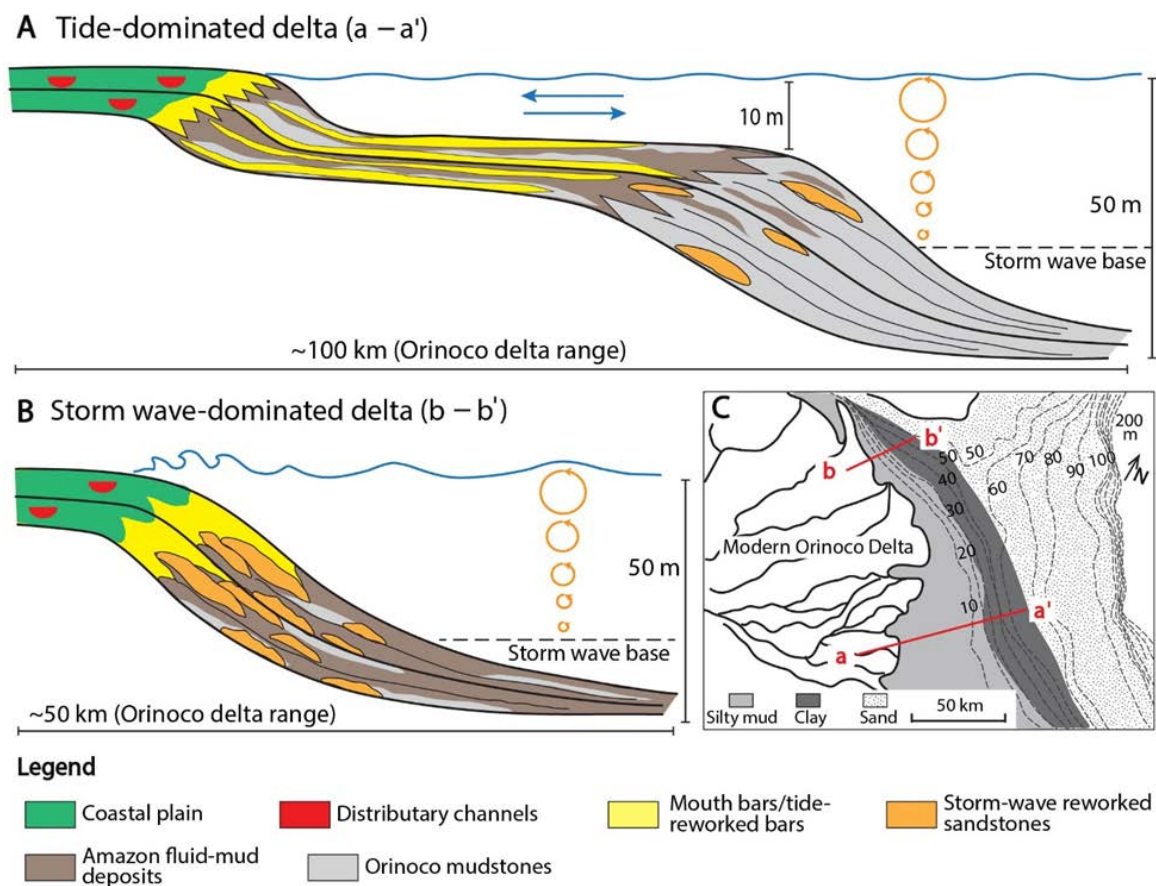 A Tide-dominated delta (a – a')
10 m
50 m
Storm wave base
~100 km (Orinoco delta range)
B Storm wave-dominated delta (b – b')
50 m
Storm wave base
~50 km (Orinoco delta range)
C
200
m
b'
N
b
50 50 70 80 90 100
40
60
30
Modern Orinoco Delta
20
10
a'
a
Silty mud Clay Sand
50 km
Legend
Coastal plain
Distributary channels
Mouth bars/tide-
reworked bars
Storm-wave reworked
sandstones
Amazon fluid-mud
deposits
Orinoco mudstones